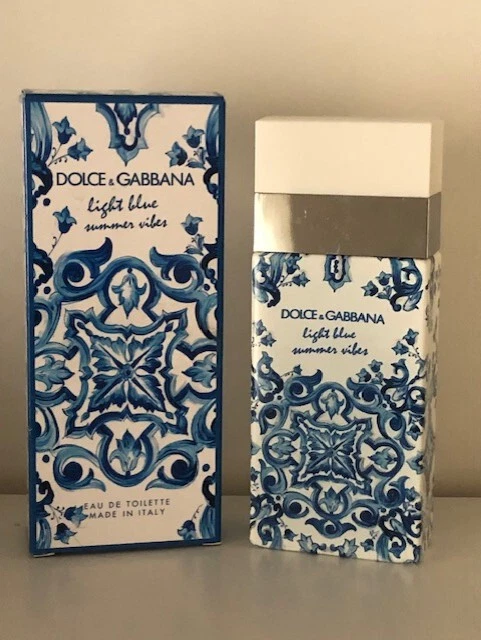 DOLCE & GABBANA
light blue
summer vibes
EAU DE TOILETTE
MADE IN ITALY
DOLCE & GABBANA
light blue
summer vibes